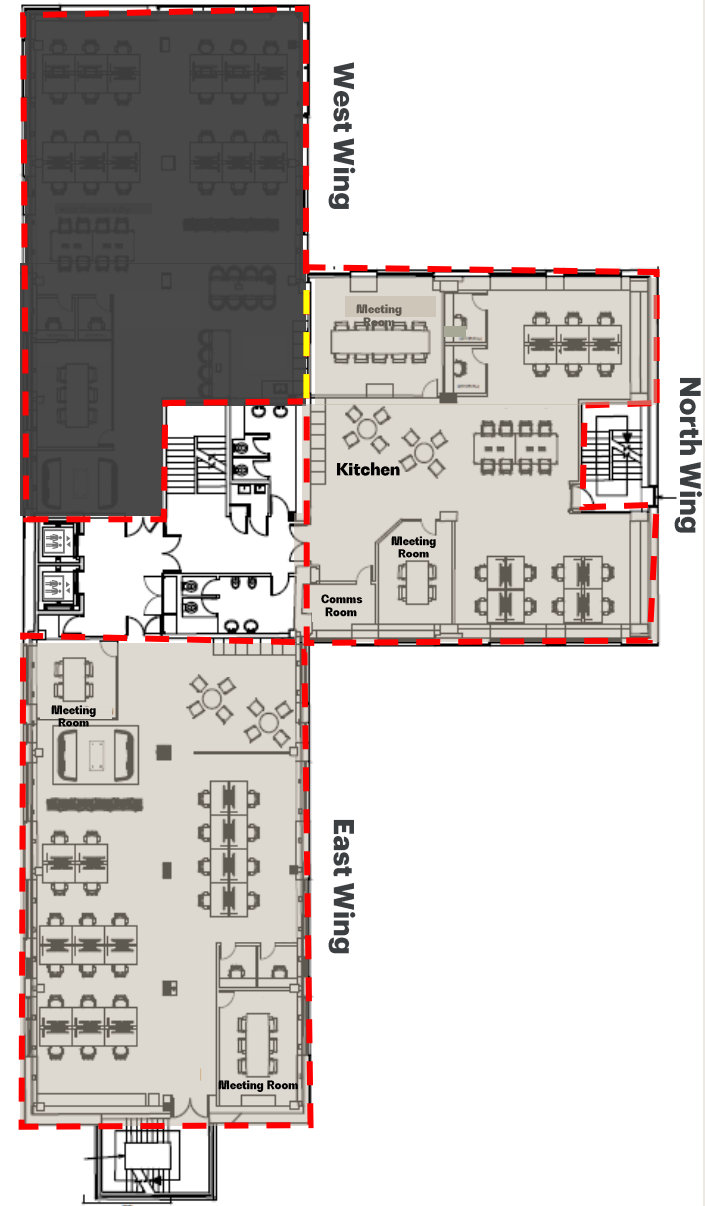 West Wing
Meeting
Room
North Wing
Kitchen
Meeting
Room
Comms
Room
Meeting
Room
East Wing
Meeting Room